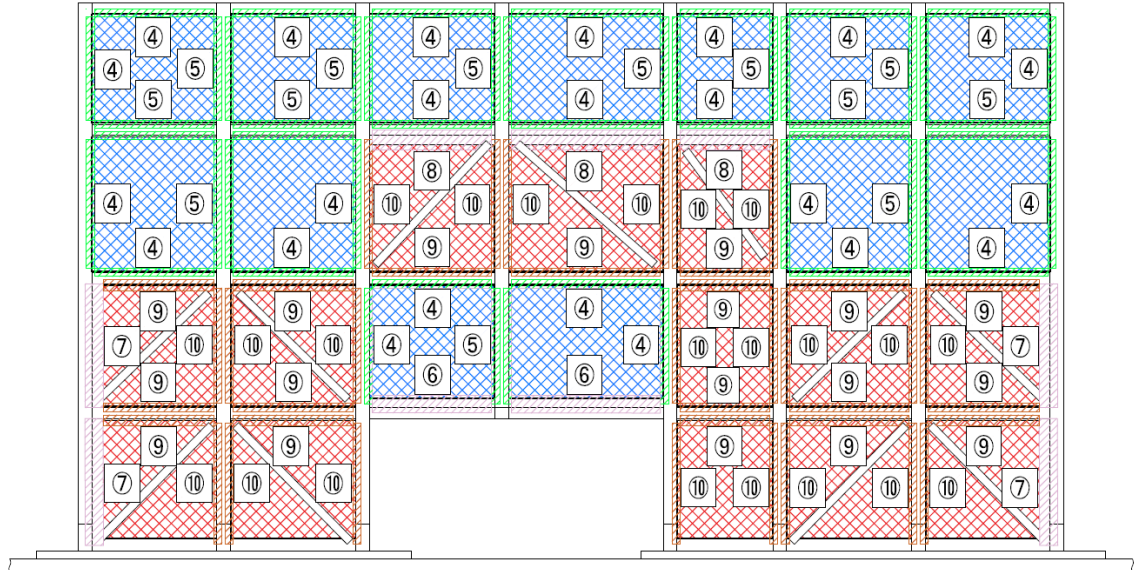 ④ ④ ④ ④ ④ ④ ④
④ ⑤ ⑤ ⑤ ⑤ ⑤ ⑤ ④
⑤ ⑤ ④ ④ ④ ⑤ ⑤
⑧ ⑧ ⑧
④ ⑤ ④ ⑩ ⑩ ⑩ ⑩ ⑩ ⑩ ④ ⑤ ④
④ ④ ⑨ ⑨ ⑨ ④ ④
⑨ ⑨ ④ ④ ⑨ ⑨ ⑨
⑦ ⑩ ⑩ ⑩ ④ ⑤ ④ ⑩ ⑩ ⑩ ⑩ ⑩ ⑦
⑨ ⑨ ⑥ ⑥ ⑨ ⑨ ⑨
⑨ ⑨ ⑨ ⑨ ⑨
⑦ ⑩ ⑩ ⑩ ⑩ ⑩ ⑩ ⑩ ⑩ ⑦